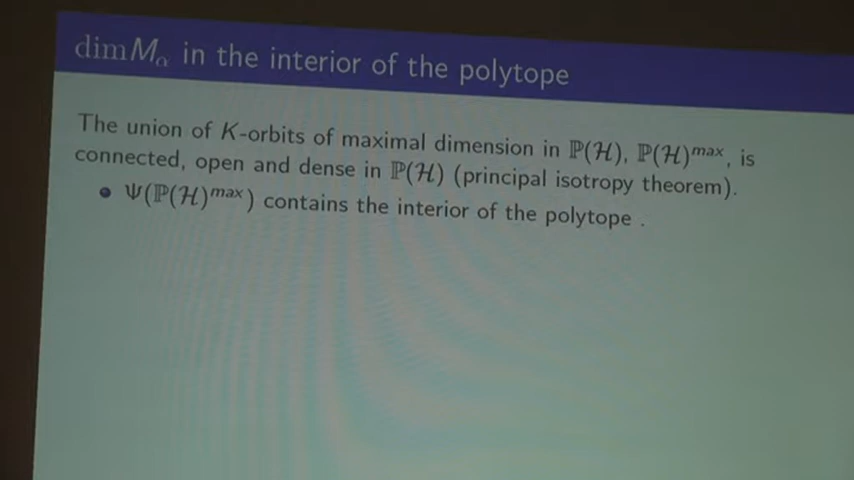 dimMα in the interior of the polytope
The union of K-orbits of maximal dimension in ℙ(ℋ), ℙ(ℋ)^max, is
connected, open and dense in ℙ(ℋ) (principal isotropy theorem).
• Ψ(ℙ(ℋ)^max) contains the interior of the polytope .